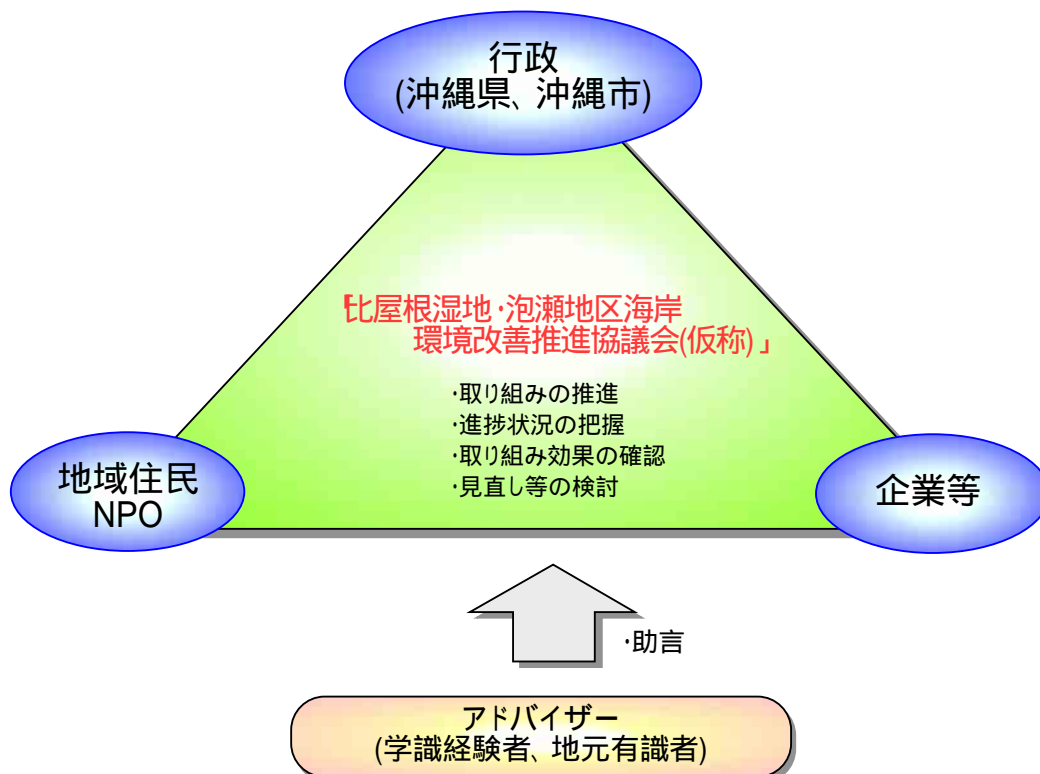 行政
(沖縄県、沖縄市)
「比屋根湿地・泡瀬地区海岸
環境改善推進協議会(仮称)」
・取り組みの推進
・進捗状況の把握
・取り組み効果の確認
・見直し等の検討
地域住民
NPO
企業等
・助言
アドバイザー
(学識経験者、地元有識者)